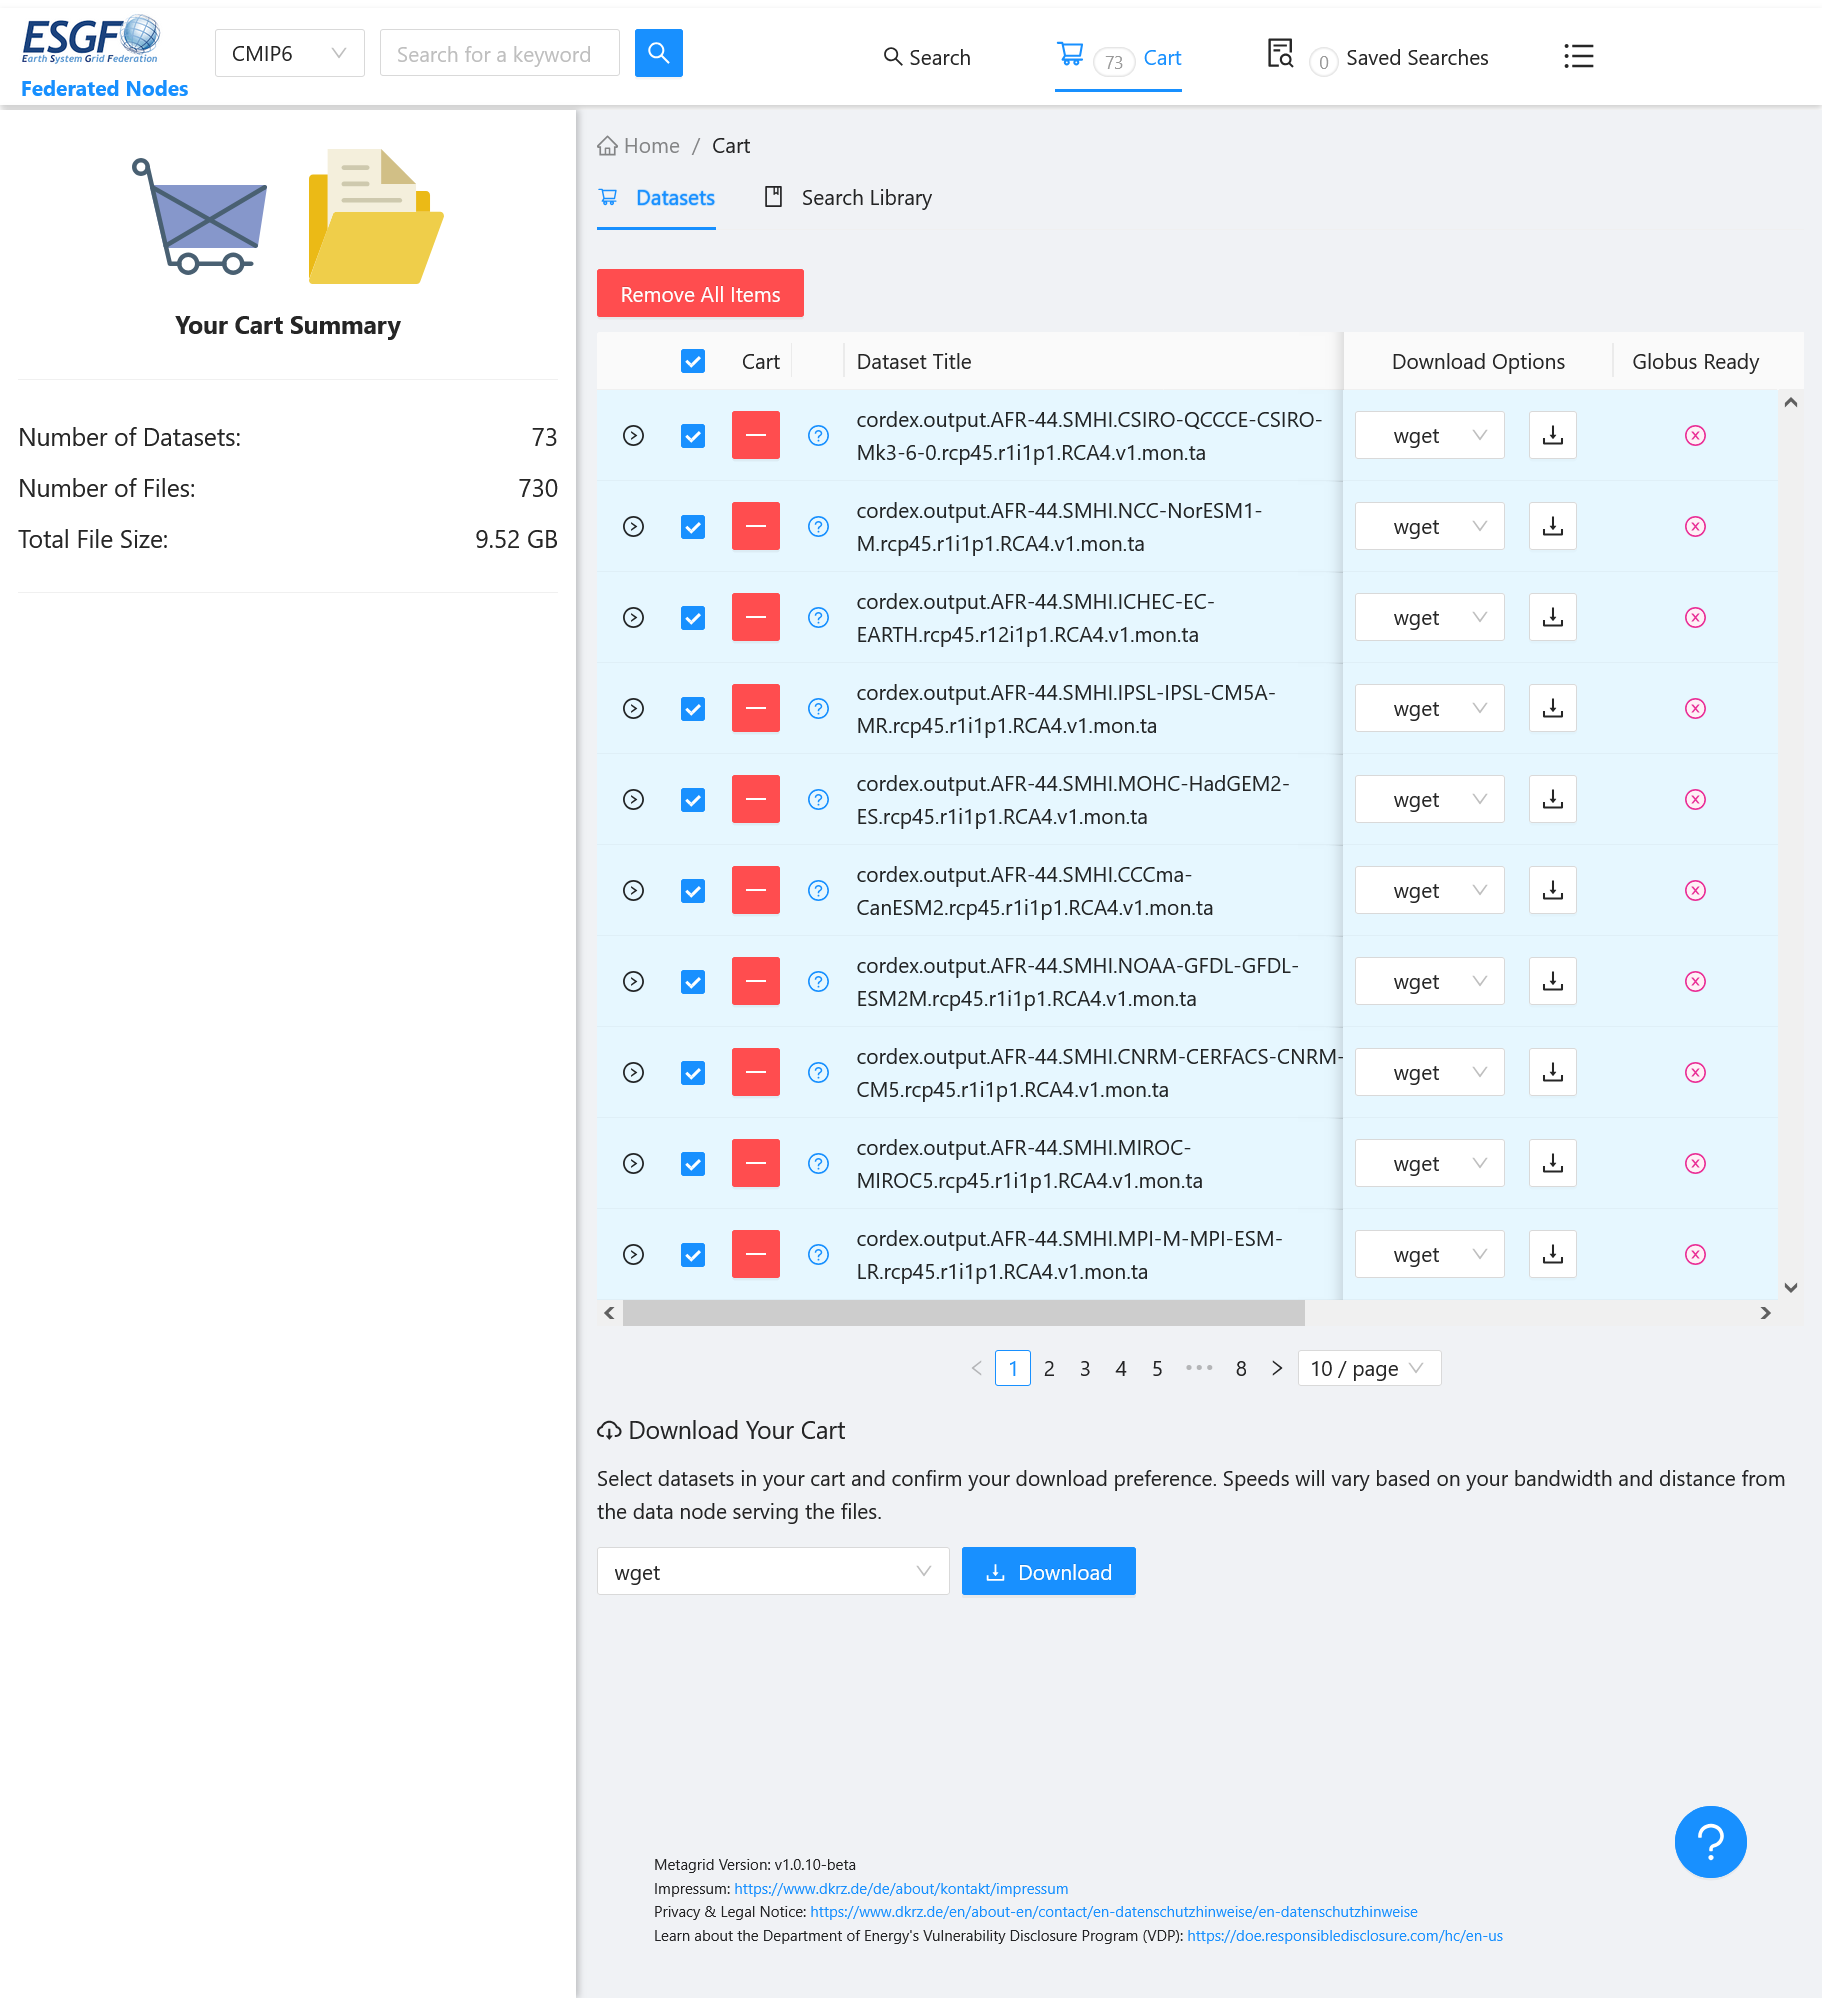 ESGF
Earth System Grid Federation
Federated Nodes
CMIP6
Search for a keyword
Search
73 Cart
0 Saved Searches
Your Cart Summary
Number of Datasets: 73
Number of Files: 730
Total File Size: 9.52 GB
Home / Cart
Datasets
Search Library
Remove All Items
Cart Dataset Title Download Options Globus Ready
cordex.output.AFR-44.SMHI.CSIRO-QCCCE-CSIRO-
Mk3-6-0.rcp45.r1i1p1.RCA4.v1.mon.ta
wget
cordex.output.AFR-44.SMHI.NCC-NorESM1-
M.rcp45.r1i1p1.RCA4.v1.mon.ta
wget
cordex.output.AFR-44.SMHI.ICHEC-EC-
EARTH.rcp45.r12i1p1.RCA4.v1.mon.ta
wget
cordex.output.AFR-44.SMHI.IPSL-IPSL-CM5A-
MR.rcp45.r1i1p1.RCA4.v1.mon.ta
wget
cordex.output.AFR-44.SMHI.MOHC-HadGEM2-
ES.rcp45.r1i1p1.RCA4.v1.mon.ta
wget
cordex.output.AFR-44.SMHI.CCCma-
CanESM2.rcp45.r1i1p1.RCA4.v1.mon.ta
wget
cordex.output.AFR-44.SMHI.NOAA-GFDL-GFDL-
ESM2M.rcp45.r1i1p1.RCA4.v1.mon.ta
wget
cordex.output.AFR-44.SMHI.CNRM-CERFACS-CNRM-
CM5.rcp45.r1i1p1.RCA4.v1.mon.ta
wget
cordex.output.AFR-44.SMHI.MIROC-
MIROC5.rcp45.r1i1p1.RCA4.v1.mon.ta
wget
cordex.output.AFR-44.SMHI.MPI-M-MPI-ESM-
LR.rcp45.r1i1p1.RCA4.v1.mon.ta
wget
1 2 3 4 5 ••• 8 10 / page
Download Your Cart
Select datasets in your cart and confirm your download preference. Speeds will vary based on your bandwidth and distance from
the data node serving the files.
wget
Download
Metagrid Version: v1.0.10-beta
Impressum: https://www.dkrz.de/de/about/kontakt/impressum
Privacy & Legal Notice: https://www.dkrz.de/en/about-en/contact/en-datenschutzhinweise/en-datenschutzhinweise
Learn about the Department of Energy's Vulnerability Disclosure Program (VDP): https://doe.responsibledisclosure.com/hc/en-us